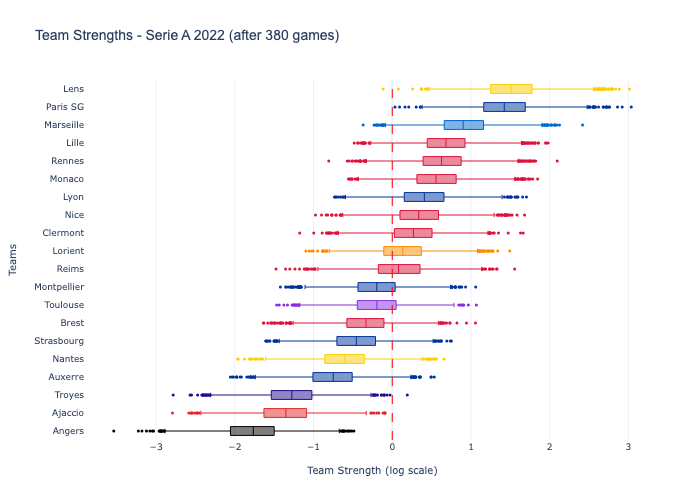 Team Strengths - Serie A 2022 (after 380 games)
Lens
Paris SG
Marseille
Lille
Rennes
Monaco
Lyon
Nice
Clermont
Lorient
Reims
Montpellier
Toulouse
Brest
Strasbourg
Nantes
Auxerre
Troyes
Ajaccio
Angers
Teams
−3 −2 −1 0 1 2 3
Team Strength (log scale)